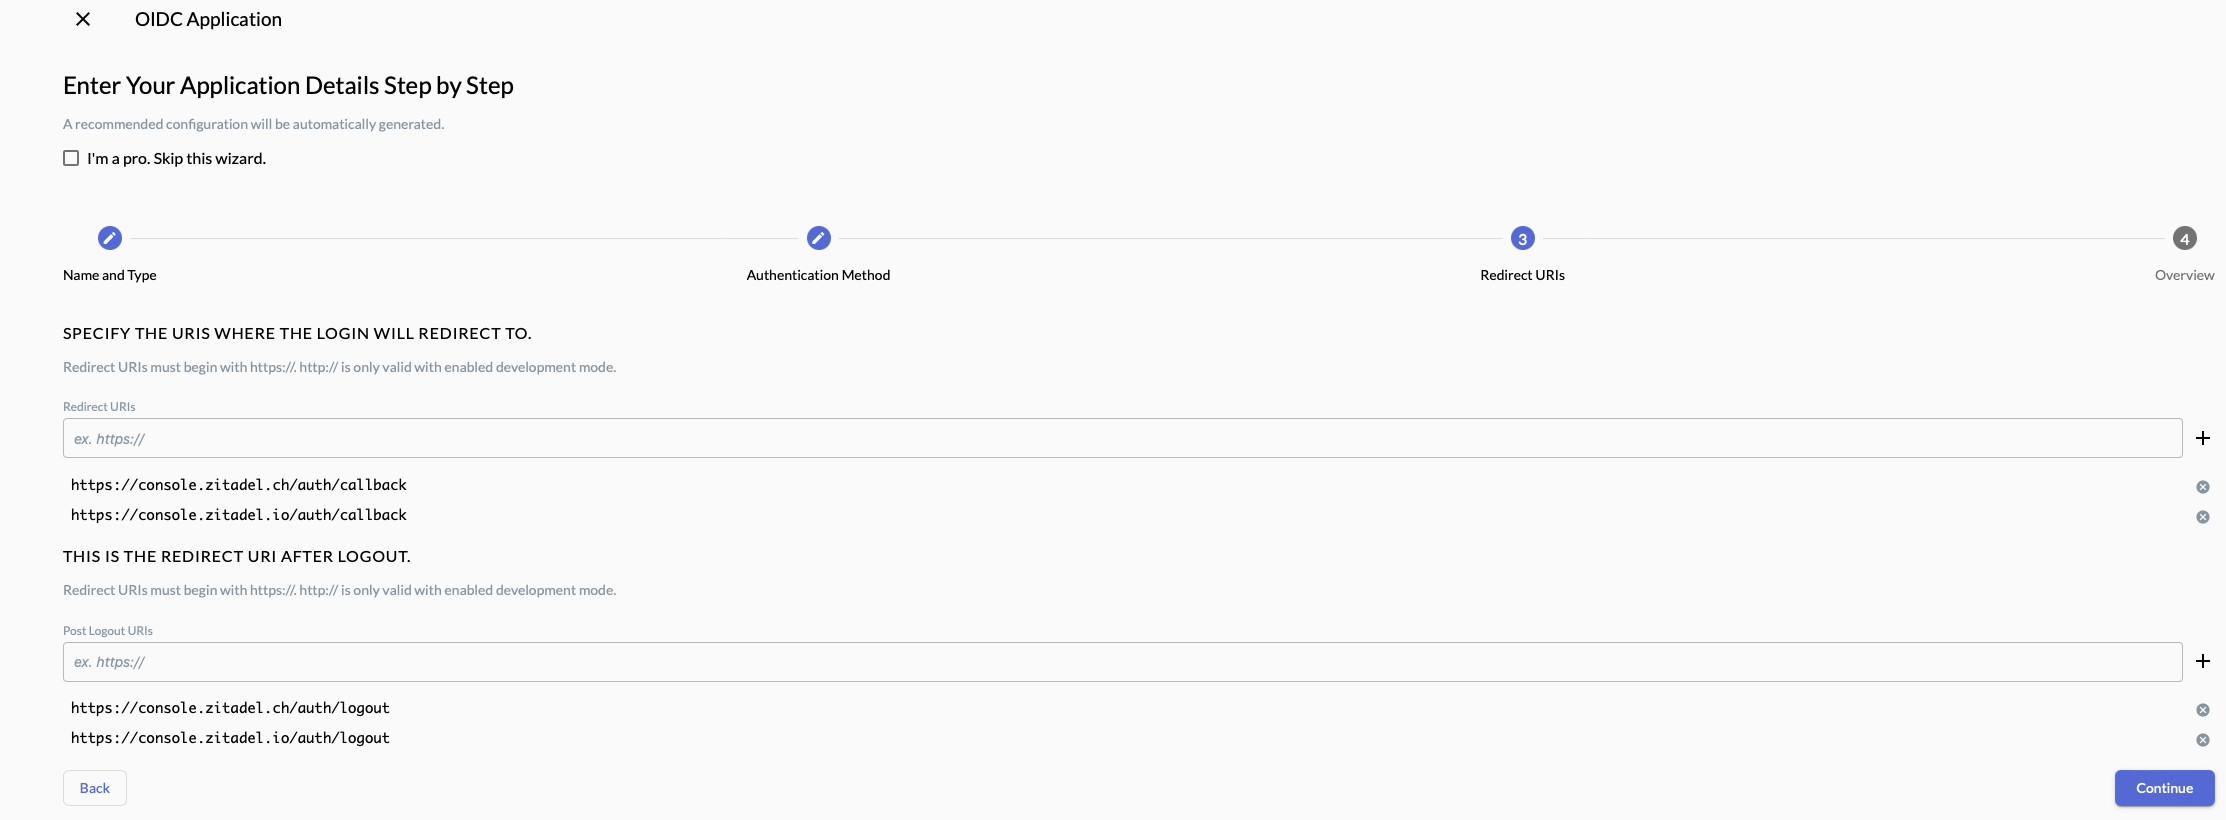 OIDC Application
Enter Your Application Details Step by Step
A recommended configuration will be automatically generated.
I'm a pro. Skip this wizard.
3
4
Name and Type
Authentication Method
Redirect URIs
Overview
SPECIFY THE URIS WHERE THE LOGIN WILL REDIRECT TO.
Redirect URIs must begin with https://. http:// is only valid with enabled development mode.
Redirect URIs
ex. https://
https://console.zitadel.ch/auth/callback
https://console.zitadel.io/auth/callback
THIS IS THE REDIRECT URI AFTER LOGOUT.
Redirect URIs must begin with https://. http:// is only valid with enabled development mode.
Post Logout URIs
ex. https://
https://console.zitadel.ch/auth/logout
https://console.zitadel.io/auth/logout
Back
Continue